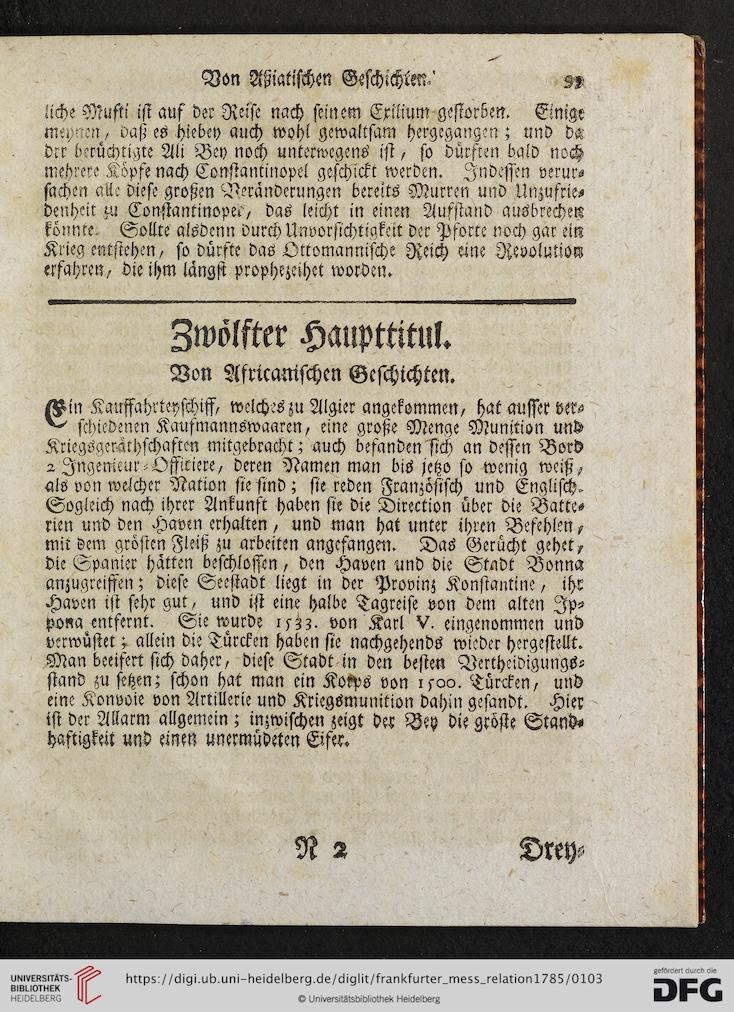 Von Aßiatischen Geschichten.
99
liche Mufti ist auf der Reise nach seinem Exilium gestorben. Einige
meynen, daß es hiebey auch wohl gewaltsam hergegangen; und da
der berüchtigte Ali Bey noch unterwegens ist, so dürften bald noch
mehrere Köpfe nach Constantinopel geschickt werden. Indessen verur⸗
sachen alle diese großen Veränderungen bereits Murren und Unzufrie⸗
denheit zu Constantinopel, das leicht in einen Aufstand ausbrechen
könnte. Sollte alsdenn durch Unvorsichtigkeit der Pforte noch gar ein
Krieg entstehen, so dürfte das Ottomannische Reich eine Revolution
erfahren, die ihm längst prophezeihet worden.
Zwölfter Haupttitul.
Von Africanischen Geschichten.
Ein Kauffahrteyschiff, welches zu Algier angekommen, hat ausser ver⸗
schiedenen Kaufmannswaaren, eine große Menge Munition und
Kriegsgeräthschaften mitgebracht; auch befanden sich an dessen Bord
2 Ingenieur⸗Offitiere, deren Namen man bis jetzo so wenig weiß,
als von welcher Nation sie sind; sie reden Französisch und Englisch.
Sogleich nach ihrer Ankunft haben sie die Direction über die Batte⸗
rien und den Haven erhalten, und man hat unter ihren Befehlen,
mit dem grösten Fleiß zu arbeiten angefangen. Das Gerücht gehet,
die Spanier hätten beschlossen, den Haven und die Stadt Bonna
anzugreiffen; diese Seestadt liegt in der Provinz Konstantine, ihr
Haven ist sehr gut, und ist eine halbe Tagreise von dem alten Jp⸗
pona entfernt. Sie wurde 1533. von Karl V. eingenommen und
verwüstet; allein die Türcken haben sie nachgehends wieder hergestellt.
Man beeifert sich daher, diese Stadt in den besten Vertheidigungs⸗
stand zu setzen; schon hat man ein Korps von 1500. Türcken, und
eine Konvoie von Artillerie und Kriegsmunition dahin gesandt. Hier
ist der Allarm allgemein; inzwischen zeigt der Bey die gröste Stand⸗
haftigkeit und einen unermüdeten Eifer.
N 2
Drey⸗
UNIVERSITÄTS-
BIBLIOTHEK
HEIDELBERG
https://digi.ub.uni-heidelberg.de/diglit/frankfurter_mess_relation1785/0103
© Universitätsbibliothek Heidelberg
gefördert durch die
DFG